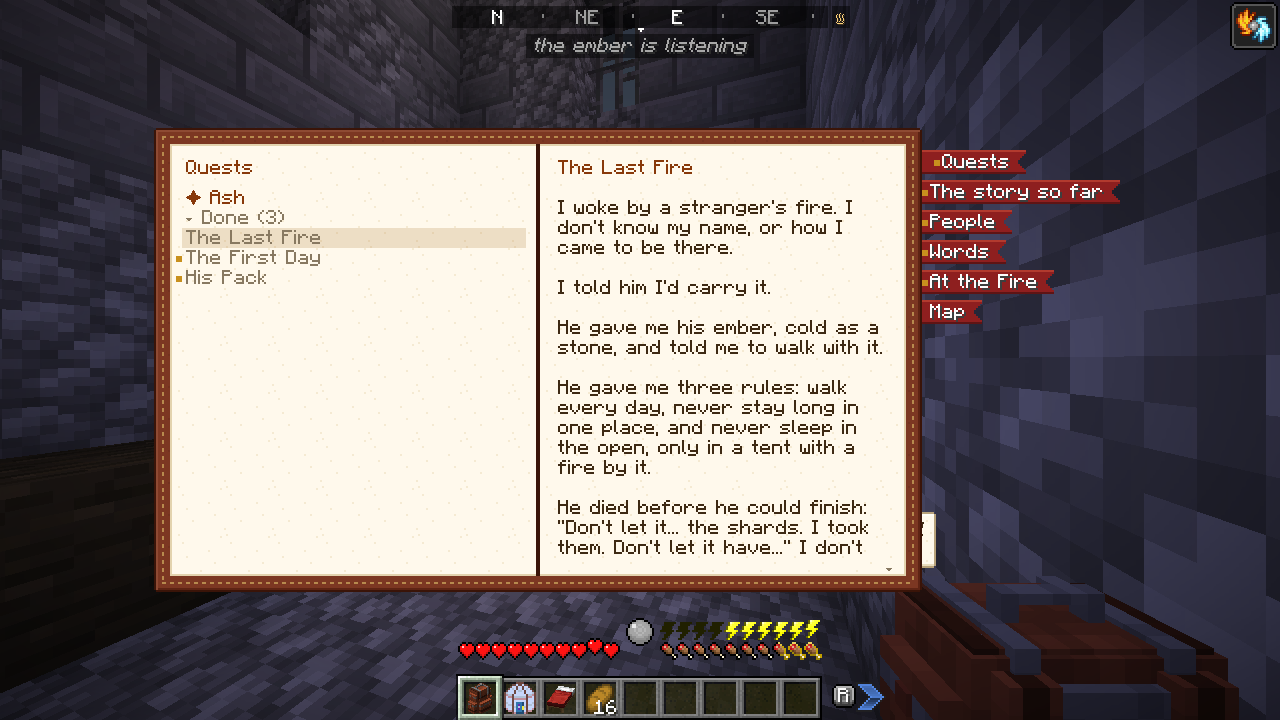 N · NE · E · SE ·
the ember is listening
Quests
Ash
Done (3)
The Last Fire
The First Day
His Pack
The Last Fire
I woke by a stranger's fire. I
don't know my name, or how I
came to be there.
I told him I'd carry it.
He gave me his ember, cold as a
stone, and told me to walk with it.
He gave me three rules: walk
every day, never stay long in
one place, and never sleep in
the open, only in a tent with a
fire by it.
He died before he could finish:
"Don't let it... the shards. I took
them. Don't let it have..." I don't
Quests
The story so far
People
Words
At the Fire
Map
16
R